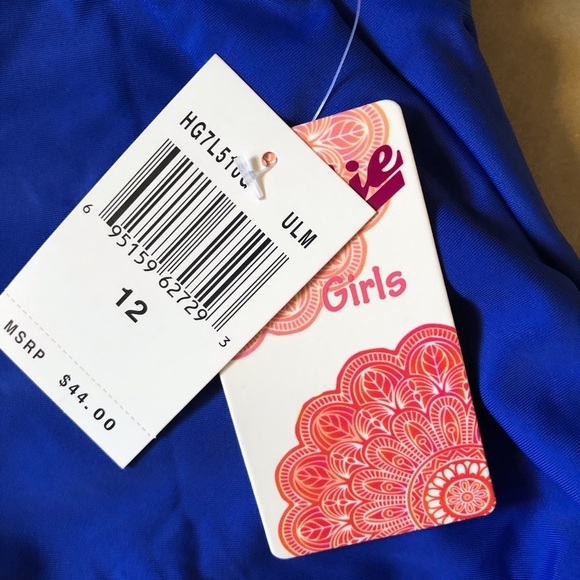 HG7L510
ULM
6 95159 62729 3
12
MSRP $44.00
Girls